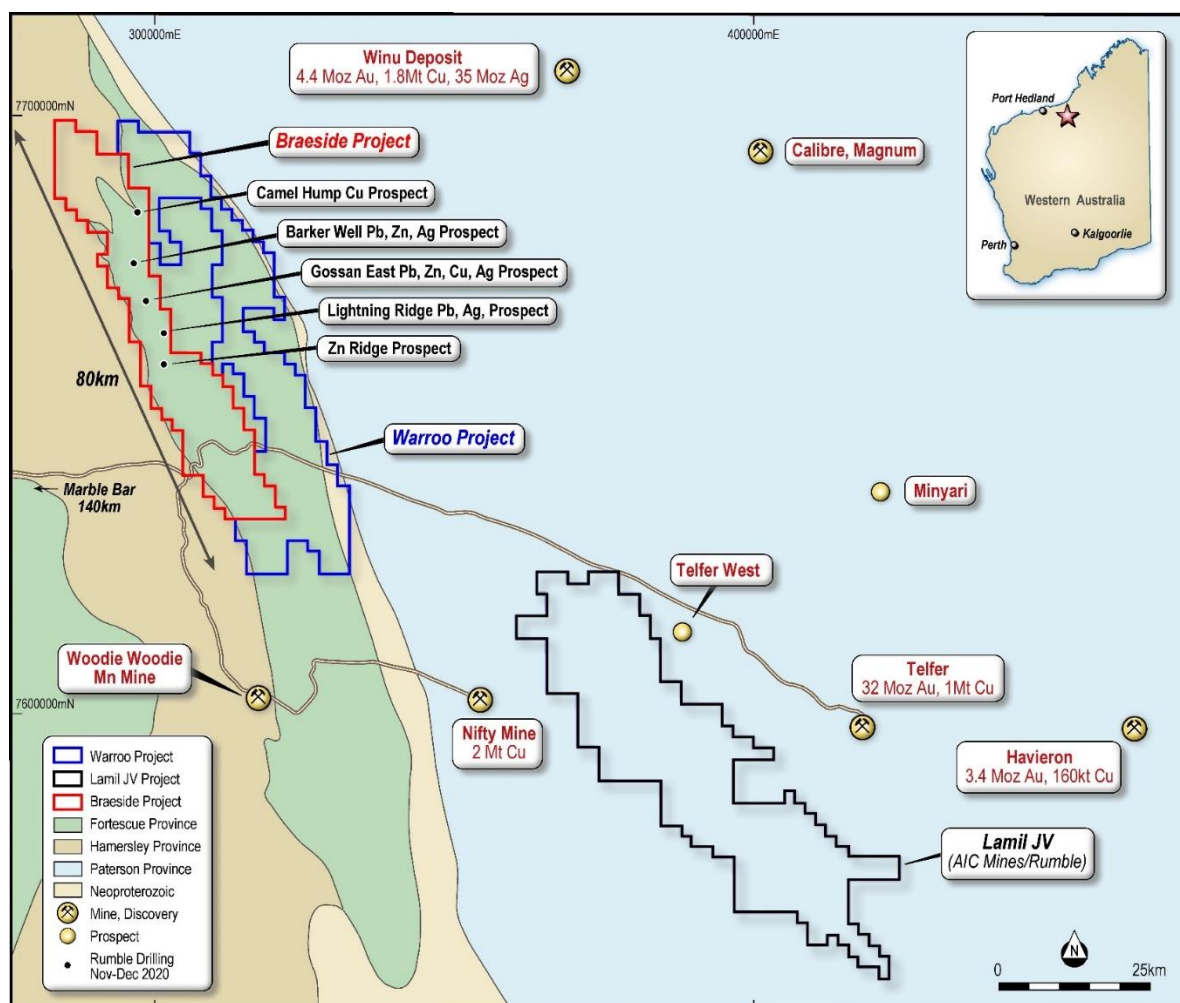 300000mE
400000mE
Winu Deposit
4.4 Moz Au, 1.8Mt Cu, 35 Moz Ag
7700000mN
Braeside Project
Calibre, Magnum
Camel Hump Cu Prospect
Barker Well Pb, Zn, Ag Prospect
Gossan East Pb, Zn, Cu, Ag Prospect
Lightning Ridge Pb, Ag, Prospect
Zn Ridge Prospect
80km
Warroo Project
Marble Bar
140km
Minyari
Telfer West
Woodie Woodie
Mn Mine
Telfer
32 Moz Au, 1Mt Cu
7600000mN
Nifty Mine
2 Mt Cu
Havieron
3.4 Moz Au, 160kt Cu
Lamil JV
(AIC Mines/Rumble)
Port Hedland
Western Australia
Kalgoorlie
Perth
Warroo Project
Lamil JV Project
Braeside Project
Fortescue Province
Hamersley Province
Paterson Province
Neoproterozoic
Mine, Discovery
Prospect
Rumble Drilling
Nov-Dec 2020
N
0
25km